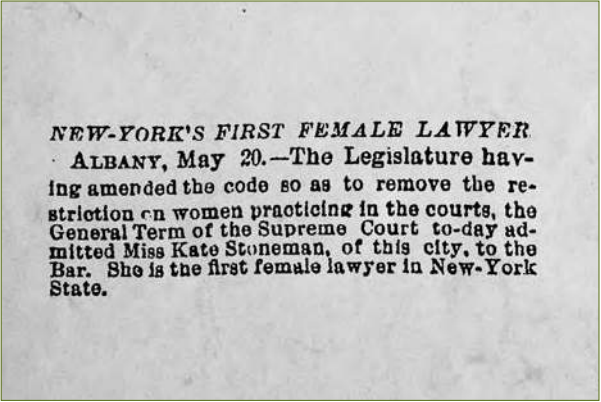 NEW-YORK'S FIRST FEMALE LAWYER
ALBANY, May 20.—The Legislature hav-
ing amended the code so as to remove the re-
striction on women practicing in the courts, the
General Term of the Supreme Court to-day ad-
mitted Miss Kate Stoneman, of this city, to the
Bar. She is the first female lawyer in New-York
State.